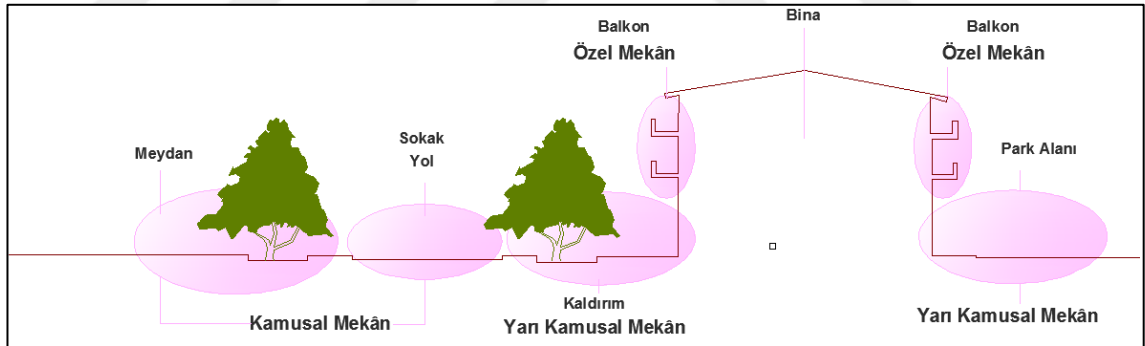 Balkon
Özel Mekân
Bina
Balkon
Özel Mekân
Meydan
Sokak
Yol
Park Alanı
Kamusal Mekân
Kaldırım
Yarı Kamusal Mekân
Yarı Kamusal Mekân